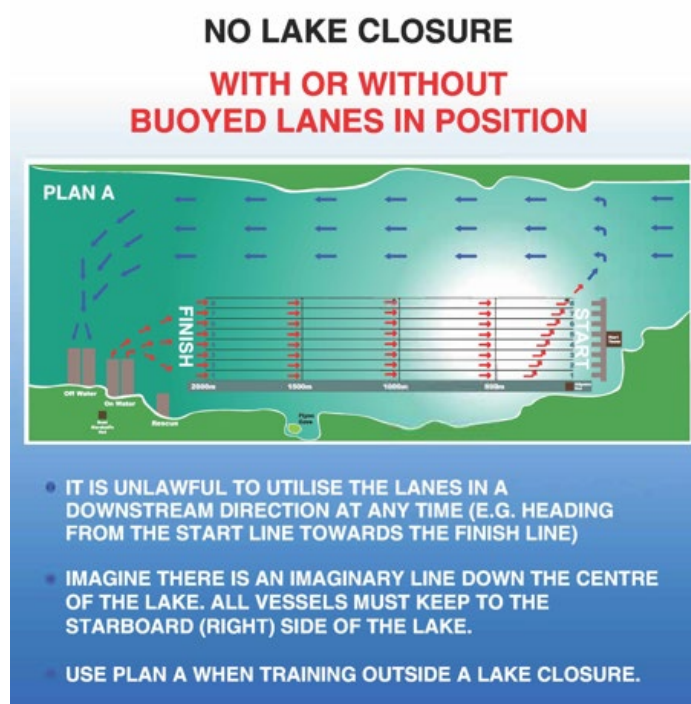 NO LAKE CLOSURE
WITH OR WITHOUT
BUOYED LANES IN POSITION
PLAN A
FINISH
START
2000m
1500m
1000m
Off Water
On Water
Rescue
• IT IS UNLAWFUL TO UTILISE THE LANES IN A
DOWNSTREAM DIRECTION AT ANY TIME (E.G. HEADING
FROM THE START LINE TOWARDS THE FINISH LINE)
• IMAGINE THERE IS AN IMAGINARY LINE DOWN THE CENTRE
OF THE LAKE. ALL VESSELS MUST KEEP TO THE
STARBOARD (RIGHT) SIDE OF THE LAKE.
• USE PLAN A WHEN TRAINING OUTSIDE A LAKE CLOSURE.